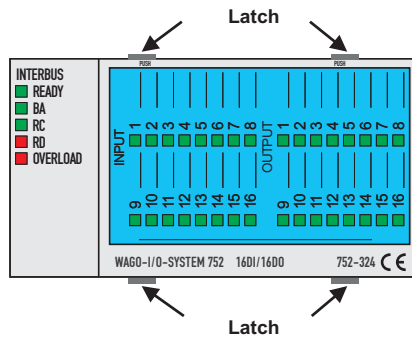 Latch
PUSH PUSH
INTERBUS
READY
BA
RC
RD
OVERLOAD
INPUT
1 2 3 4 5 6 7 8
9 10 11 12 13 14 15 16
OUTPUT
1 2 3 4 5 6 7 8
9 10 11 12 13 14 15 16
WAGO-I/O-SYSTEM 752 16DI/16DO 752-324 CE
Latch